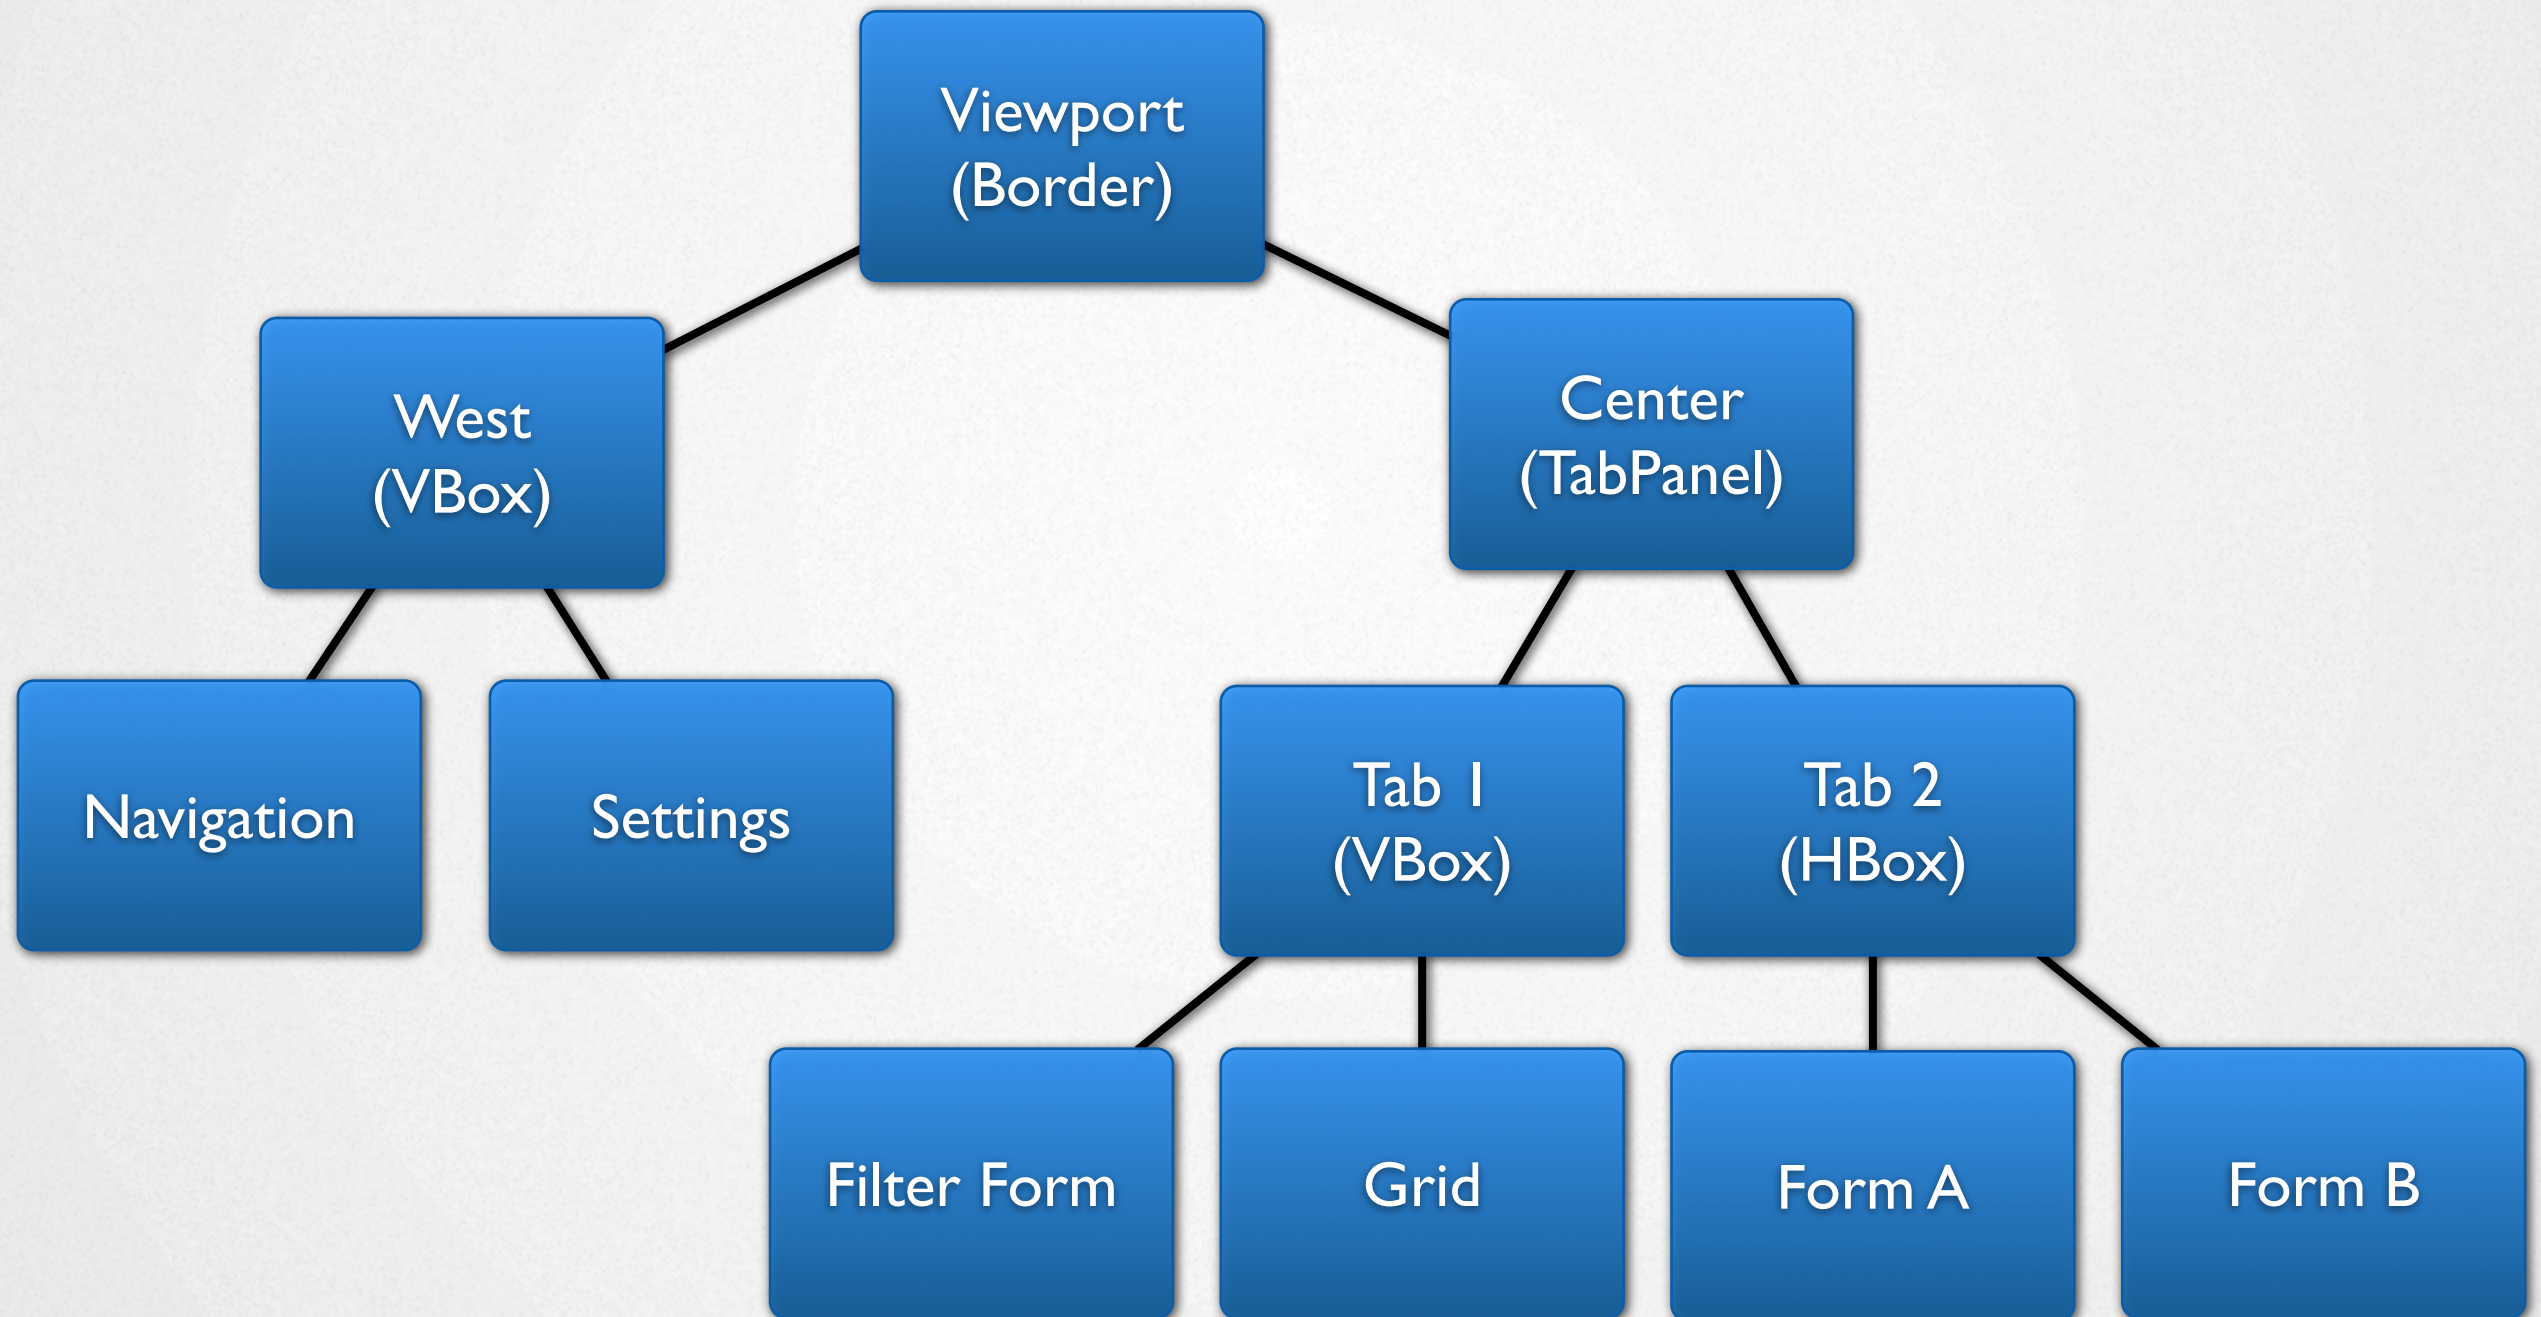 Viewport
(Border)
West
(VBox)
Center
(TabPanel)
Navigation
Settings
Tab 1
(VBox)
Tab 2
(HBox)
Filter Form
Grid
Form A
Form B